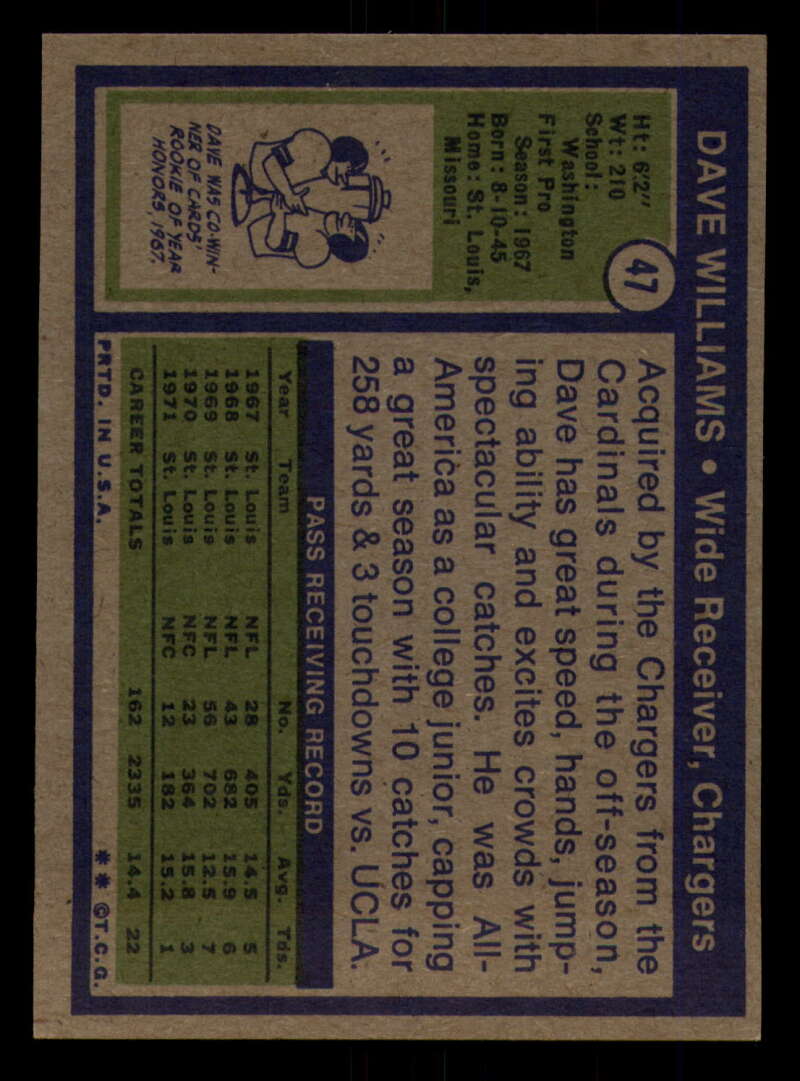 DAVE WILLIAMS • Wide Receiver, Chargers
47
Ht: 6'2"
Wt: 210
School:
Washington
First Pro
Season: 1967
Born: 8-10-45
Home: St. Louis,
Missouri
DAVE WAS CO-WIN-
NER OF CARDS'
ROOKIE OF YEAR
HONORS, 1967.
Acquired by the Chargers from the
Cardinals during the off-season,
Dave has great speed, hands, jump-
ing ability and excites crowds with
spectacular catches. He was All-
America as a college junior, capping
a great season with 10 catches for
258 yards & 3 touchdowns vs. UCLA.
PASS RECEIVING RECORD
Year Team No. Yds. Avg. Tds.
1967 St. Louis NFL 28 405 14.5 5
1968 St. Louis NFL 43 682 15.9 6
1969 St. Louis NFL 56 702 12.5 7
1970 St. Louis NFC 23 364 15.8 3
1971 St. Louis NFC 12 182 15.2 1
CAREER TOTALS 162 2335 14.4 22
PRTD. IN U.S.A. ** ©T.C.G.